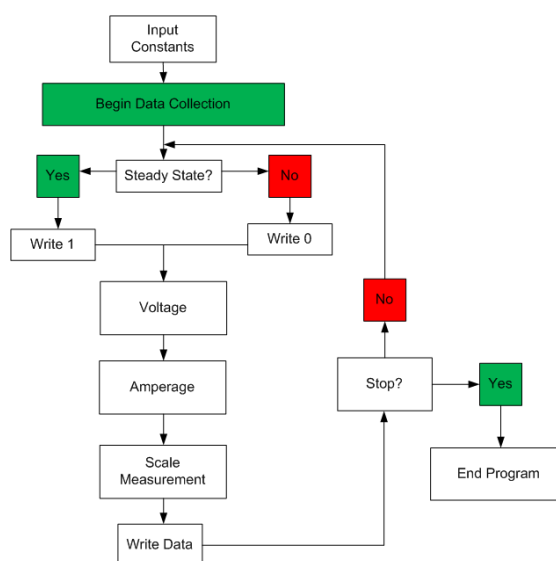 Input
Constants
Begin Data Collection
Yes
Steady State?
No
Write 1
Write 0
Voltage
No
Amperage
Stop?
Yes
Scale
Measurement
End Program
Write Data